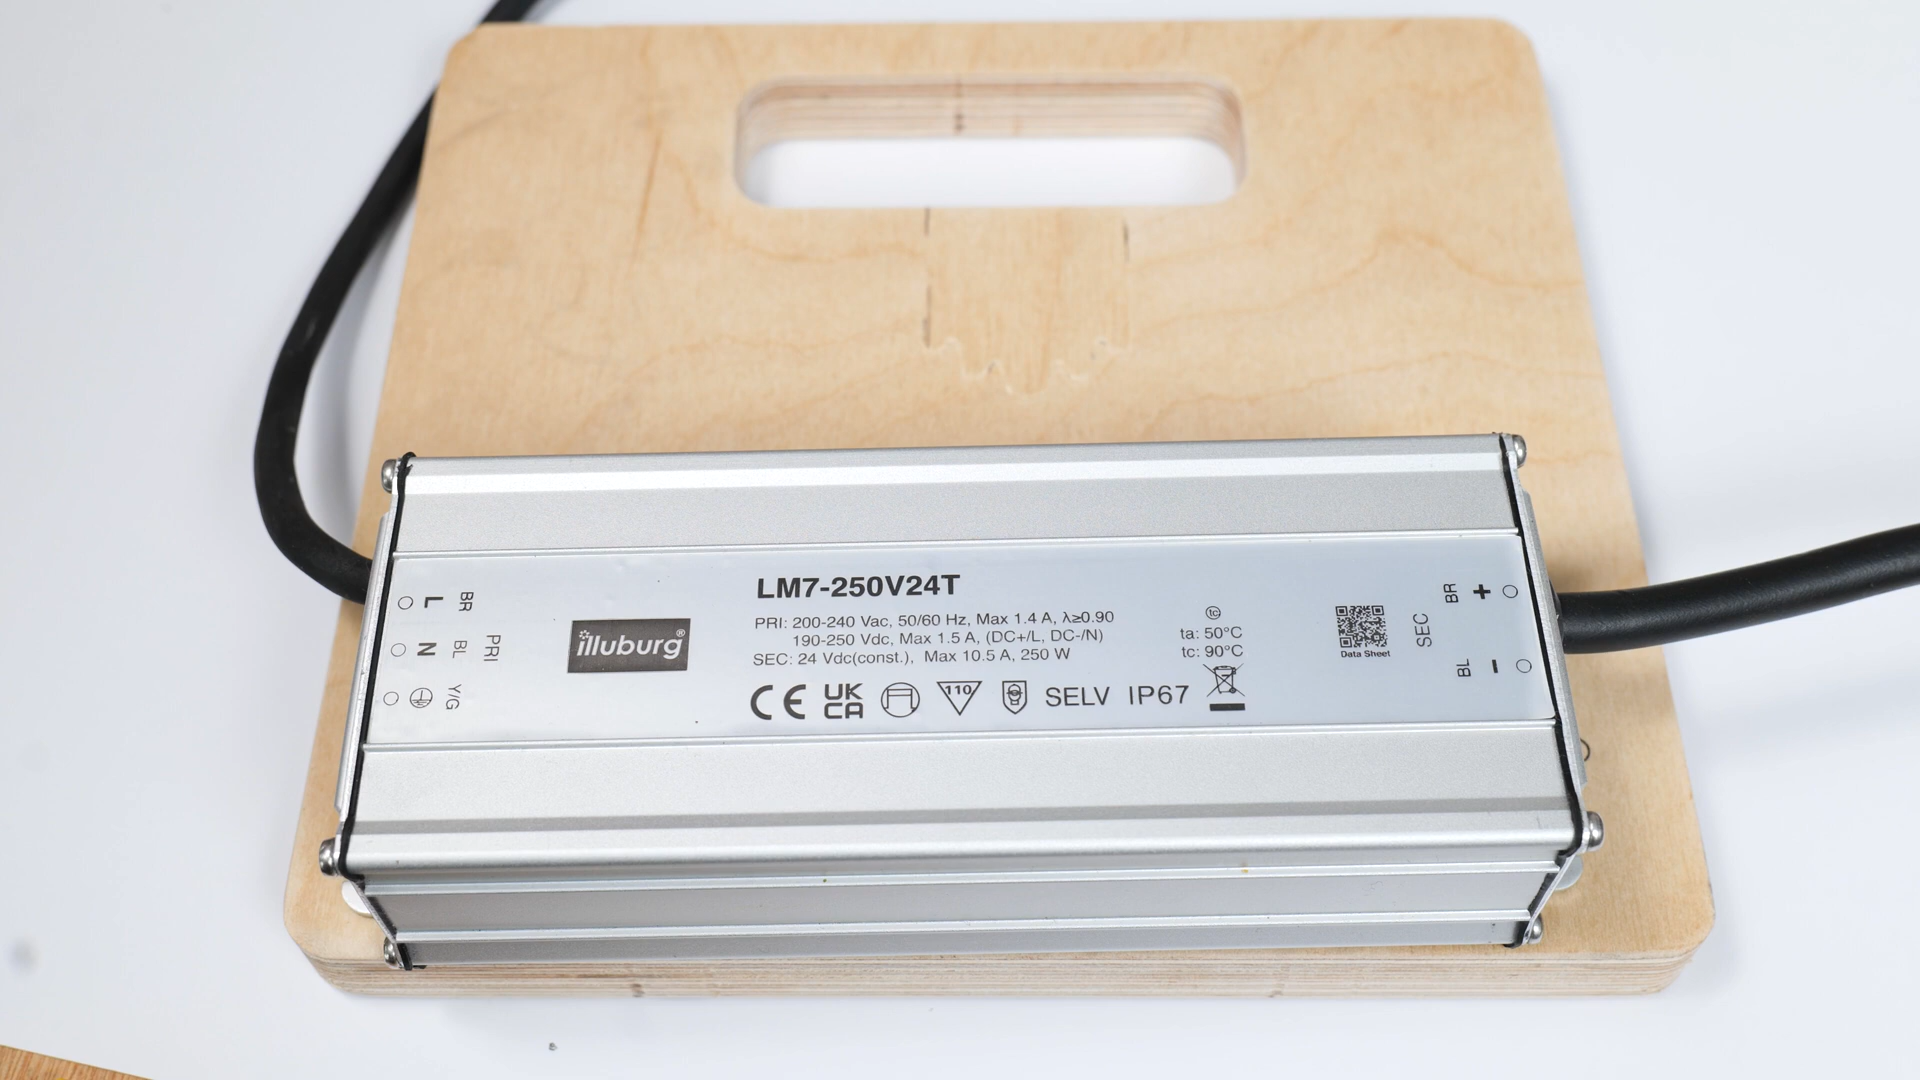 LM7-250V24T
PRI: 200-240 Vac, 50/60 Hz, Max 1.4 A, λ≥0.90
190-250 Vdc, Max 1.5 A, (DC+/L, DC-/N)
SEC: 24 Vdc(const.), Max 10.5 A, 250 W
CE UK CA 110 SELV IP67
illuburg®
BR L
BL N
Y/G
PRI
tc
ta: 50°C
tc: 90°C
Data Sheet
SEC
BR +
BL -